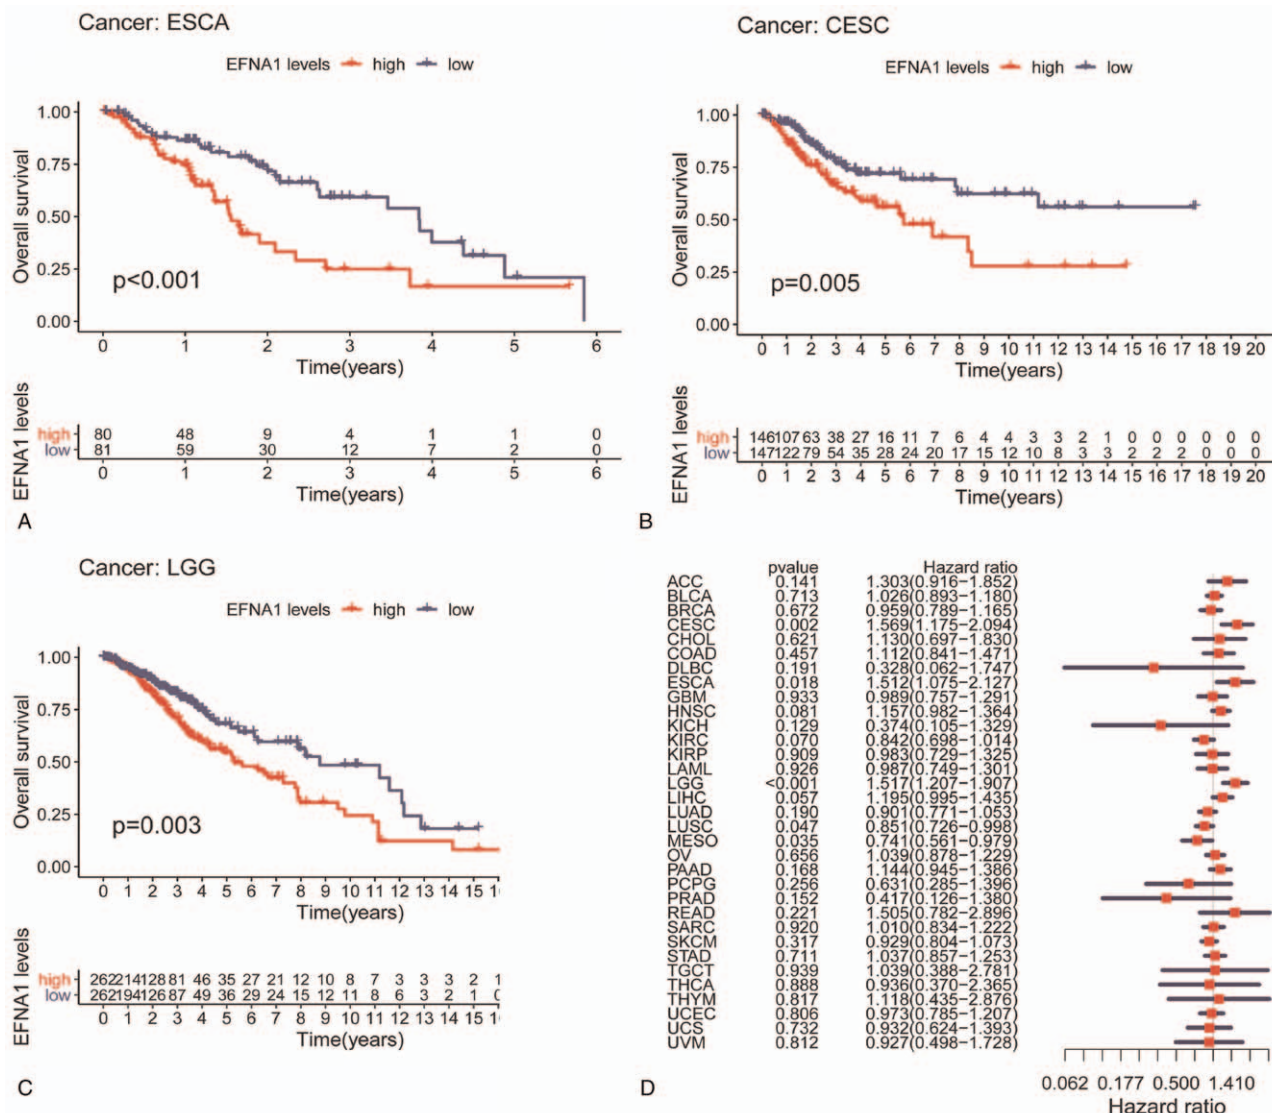 Cancer: ESCA
EFNA1 levels high low
Overall survival
1.00
0.75
0.50
0.25
0.00
p<0.001
0 1 2 3 4 5 6
Time(years)
EFNA1 levels
high 80 48 9 4 1 1 0
low 81 59 30 12 7 2 0
0 1 2 3 4 5 6
Time(years)
A
Cancer: CESC
EFNA1 levels high low
Overall survival
1.00
0.75
0.50
0.25
0.00
p=0.005
0 1 2 3 4 5 6 7 8 9 10 11 12 13 14 15 16 17 18 19 20
Time(years)
EFNA1 levels
high 146107 63 38 27 16 11 7 6 4 4 3 3 2 1 0 0 0 0 0 0
low 147122 79 54 35 28 24 20 17 15 12 10 8 3 3 2 2 2 0 0 0
0 1 2 3 4 5 6 7 8 9 10 11 12 13 14 15 16 17 18 19 20
Time(years)
B
Cancer: LGG
EFNA1 levels high low
Overall survival
1.00
0.75
0.50
0.25
0.00
p=0.003
0 1 2 3 4 5 6 7 8 9 10 11 12 13 14 15 1
Time(years)
EFNA1 levels
high 262214128 81 46 35 27 21 12 10 8 7 3 3 3 2 1
low 262194126 87 49 36 29 24 15 12 11 8 6 3 2 1 0
0 1 2 3 4 5 6 7 8 9 10 11 12 13 14 15 1
Time(years)
C
pvalue Hazard ratio
ACC 0.141 1.303(0.916−1.852)
BLCA 0.713 1.026(0.893−1.180)
BRCA 0.672 0.959(0.789−1.165)
CESC 0.002 1.569(1.175−2.094)
CHOL 0.621 1.130(0.697−1.830)
COAD 0.457 1.112(0.841−1.471)
DLBC 0.191 0.328(0.062−1.747)
ESCA 0.018 1.512(1.075−2.127)
GBM 0.933 0.989(0.757−1.291)
HNSC 0.081 1.157(0.982−1.364)
KICH 0.129 0.374(0.105−1.329)
KIRC 0.070 0.842(0.698−1.014)
KIRP 0.909 0.983(0.729−1.325)
LAML 0.926 0.987(0.749−1.301)
LGG <0.001 1.517(1.207−1.907)
LIHC 0.057 1.195(0.995−1.435)
LUAD 0.190 0.901(0.771−1.053)
LUSC 0.047 0.851(0.726−0.998)
MESO 0.035 0.741(0.561−0.979)
OV 0.656 1.039(0.878−1.229)
PAAD 0.168 1.144(0.945−1.386)
PCPG 0.256 0.631(0.285−1.396)
PRAD 0.152 0.417(0.126−1.380)
READ 0.221 1.505(0.782−2.896)
SARC 0.920 1.010(0.834−1.222)
SKCM 0.317 0.929(0.804−1.073)
STAD 0.711 1.037(0.857−1.253)
TGCT 0.939 1.039(0.388−2.781)
THCA 0.888 0.936(0.370−2.365)
THYM 0.817 1.118(0.435−2.876)
UCEC 0.806 0.973(0.785−1.207)
UCS 0.732 0.932(0.624−1.393)
UVM 0.812 0.927(0.498−1.728)
0.062 0.177 0.500 1.410
Hazard ratio
D